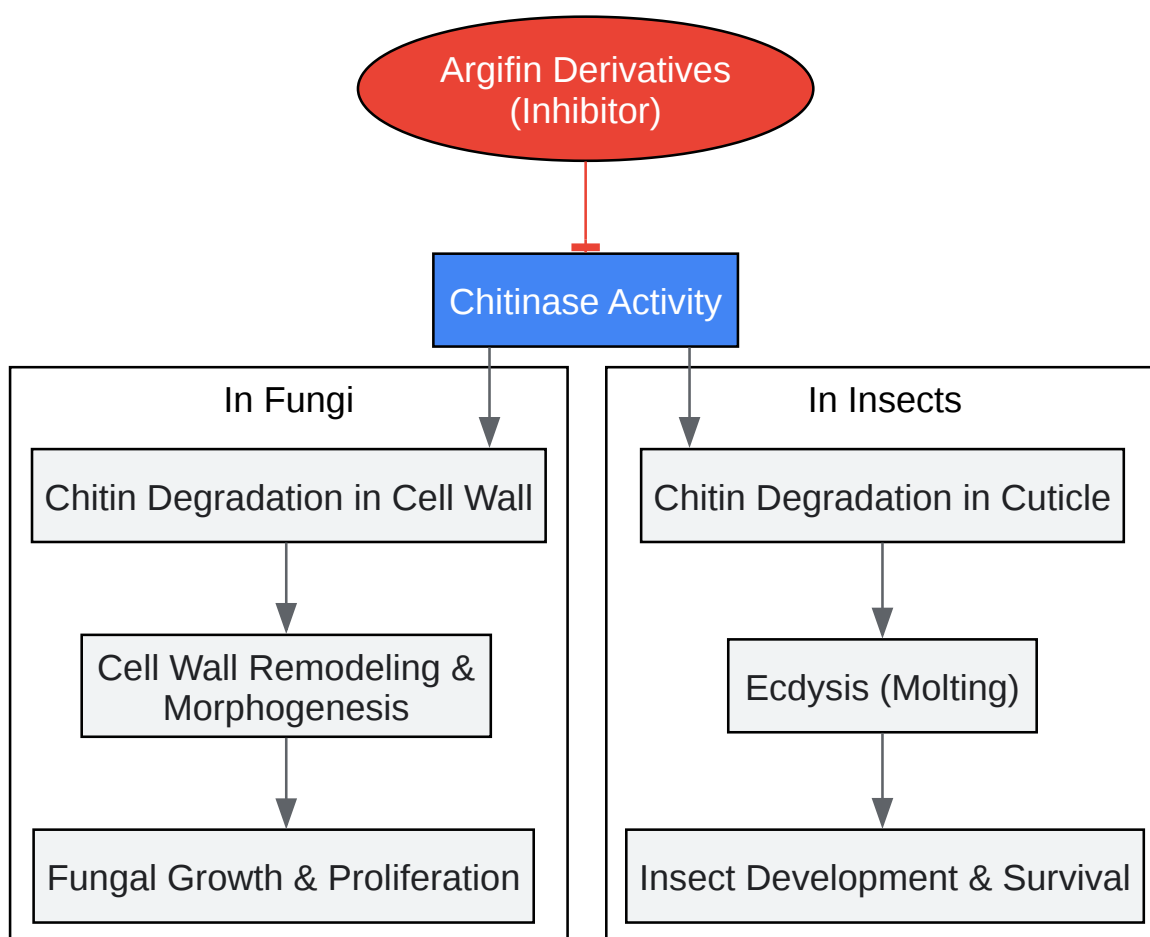 Argifin Derivatives
(Inhibitor)
Chitinase Activity
In Fungi
Chitin Degradation in Cell Wall
Cell Wall Remodeling &
Morphogenesis
Fungal Growth & Proliferation
In Insects
Chitin Degradation in Cuticle
Ecdysis (Molting)
Insect Development & Survival